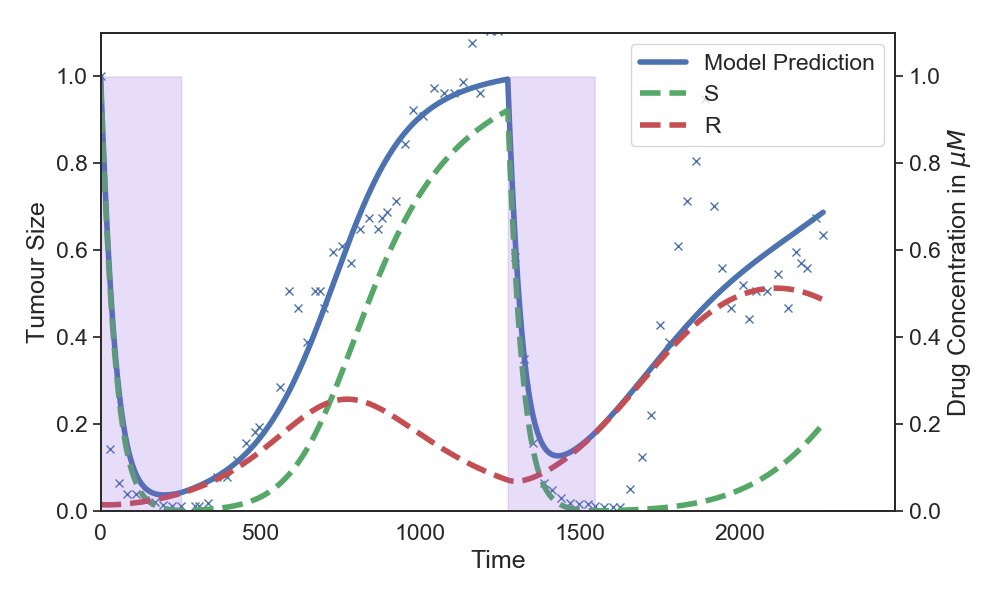 Model Prediction
S
R
Tumour Size
1.0
0.8
0.6
0.4
0.2
0.0
1.0
0.8
0.6
0.4
0.2
0.0
Drug Concentration in μM
0
500
1000
1500
2000
Time